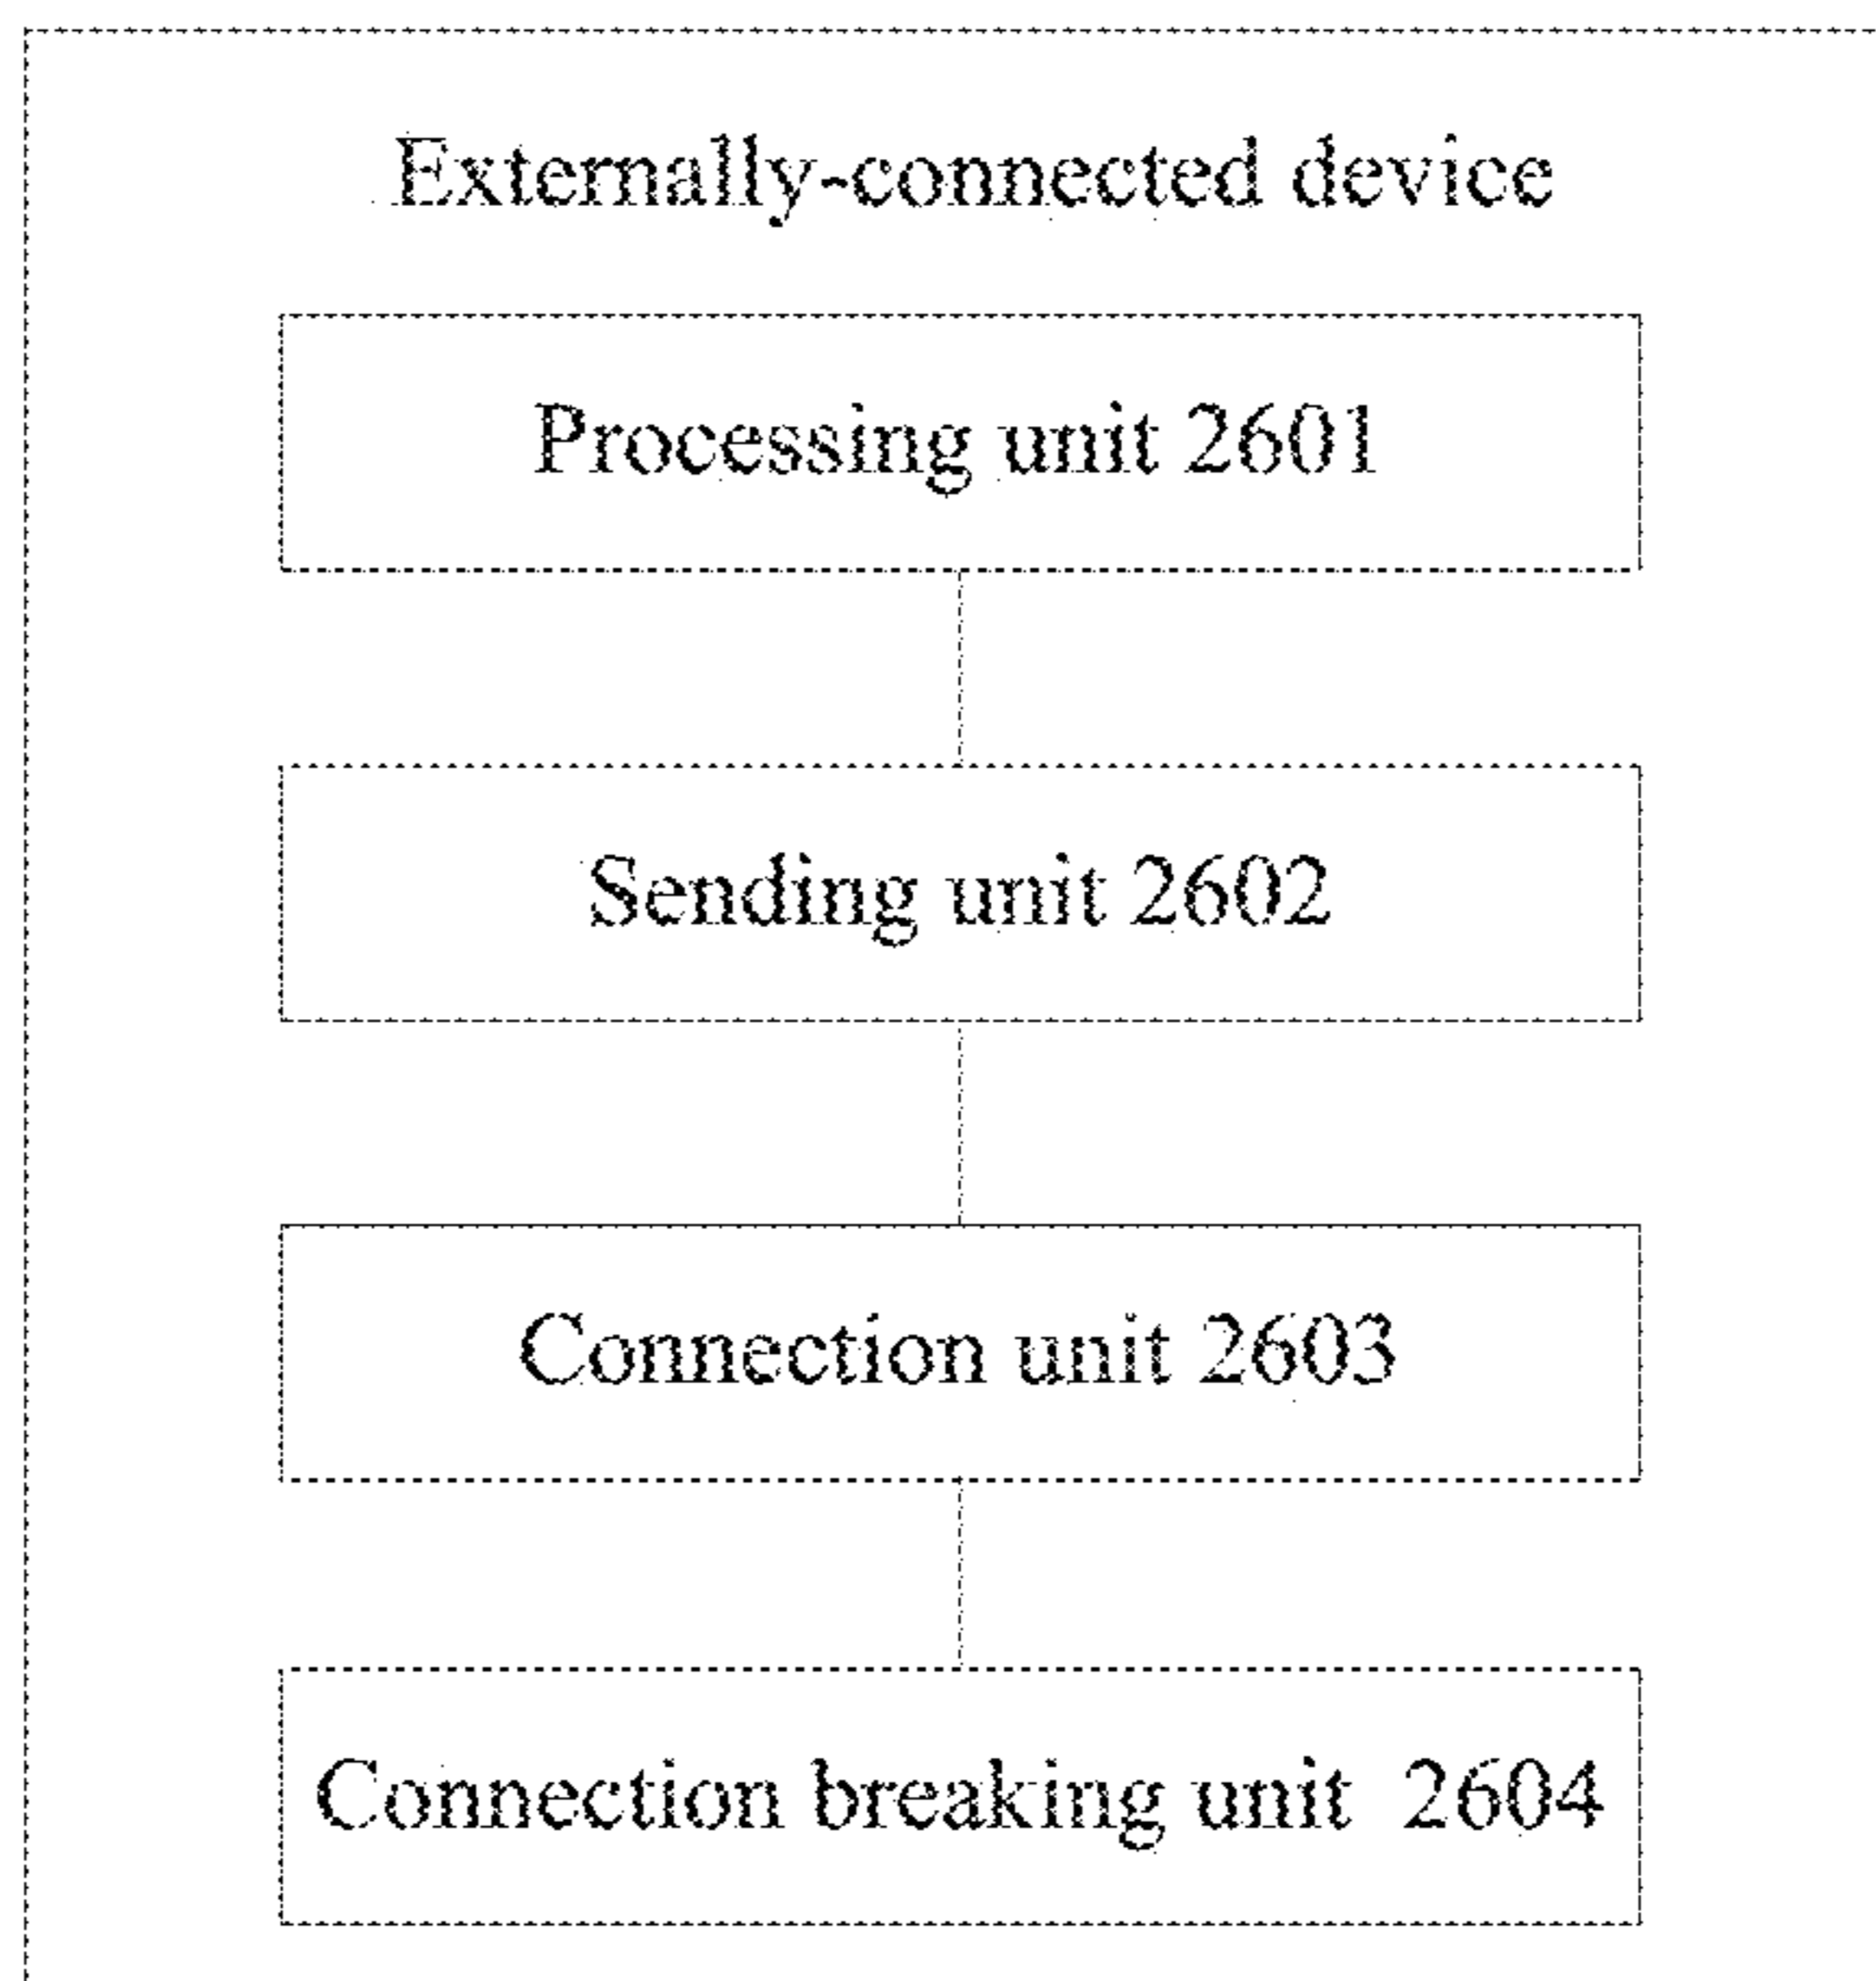 Externally-connected device
Processing unit 2601
Sending unit 2602
Connection unit 2603
Connection breaking unit 2604